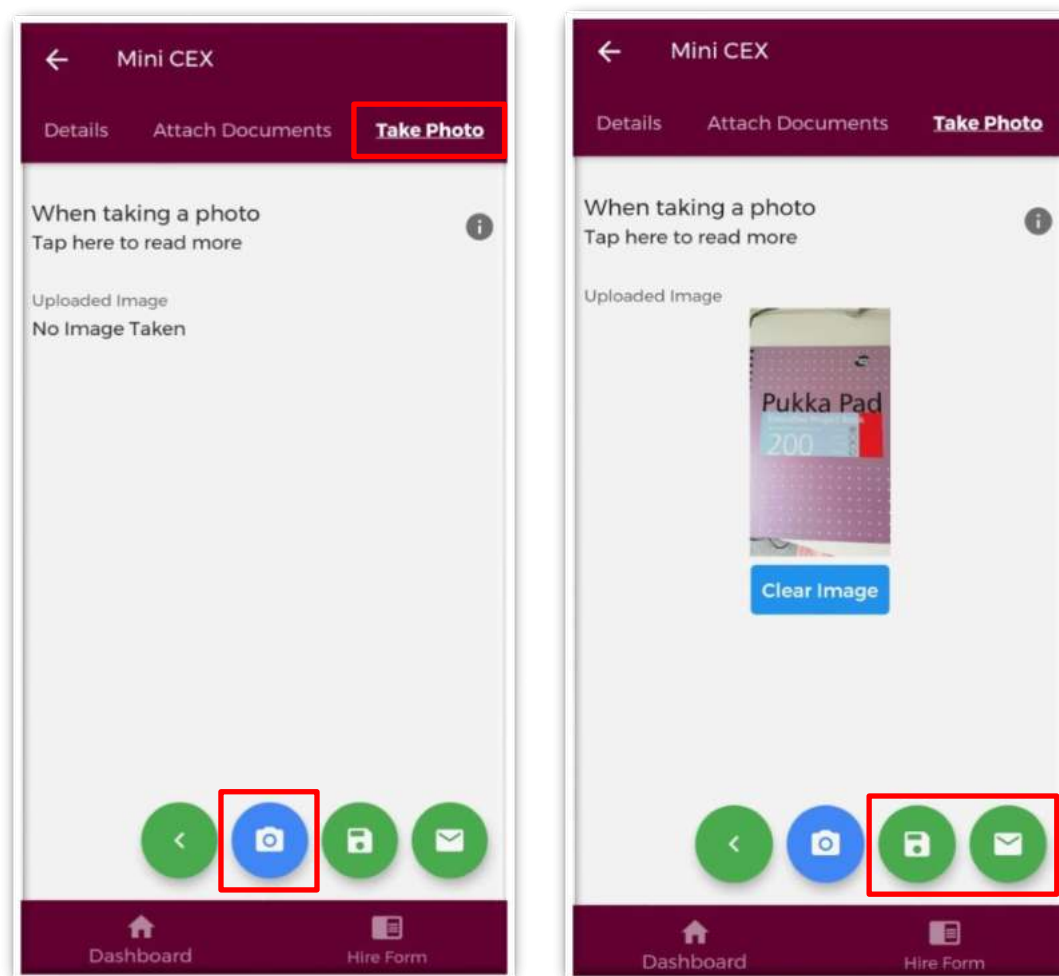 Mini CEX
Details Attach Documents Take Photo
When taking a photo
Tap here to read more
Uploaded Image
No Image Taken
Dashboard Hire Form
Mini CEX
Details Attach Documents Take Photo
When taking a photo
Tap here to read more
Uploaded Image
Pukka Pad
200
Clear Image
Dashboard Hire Form